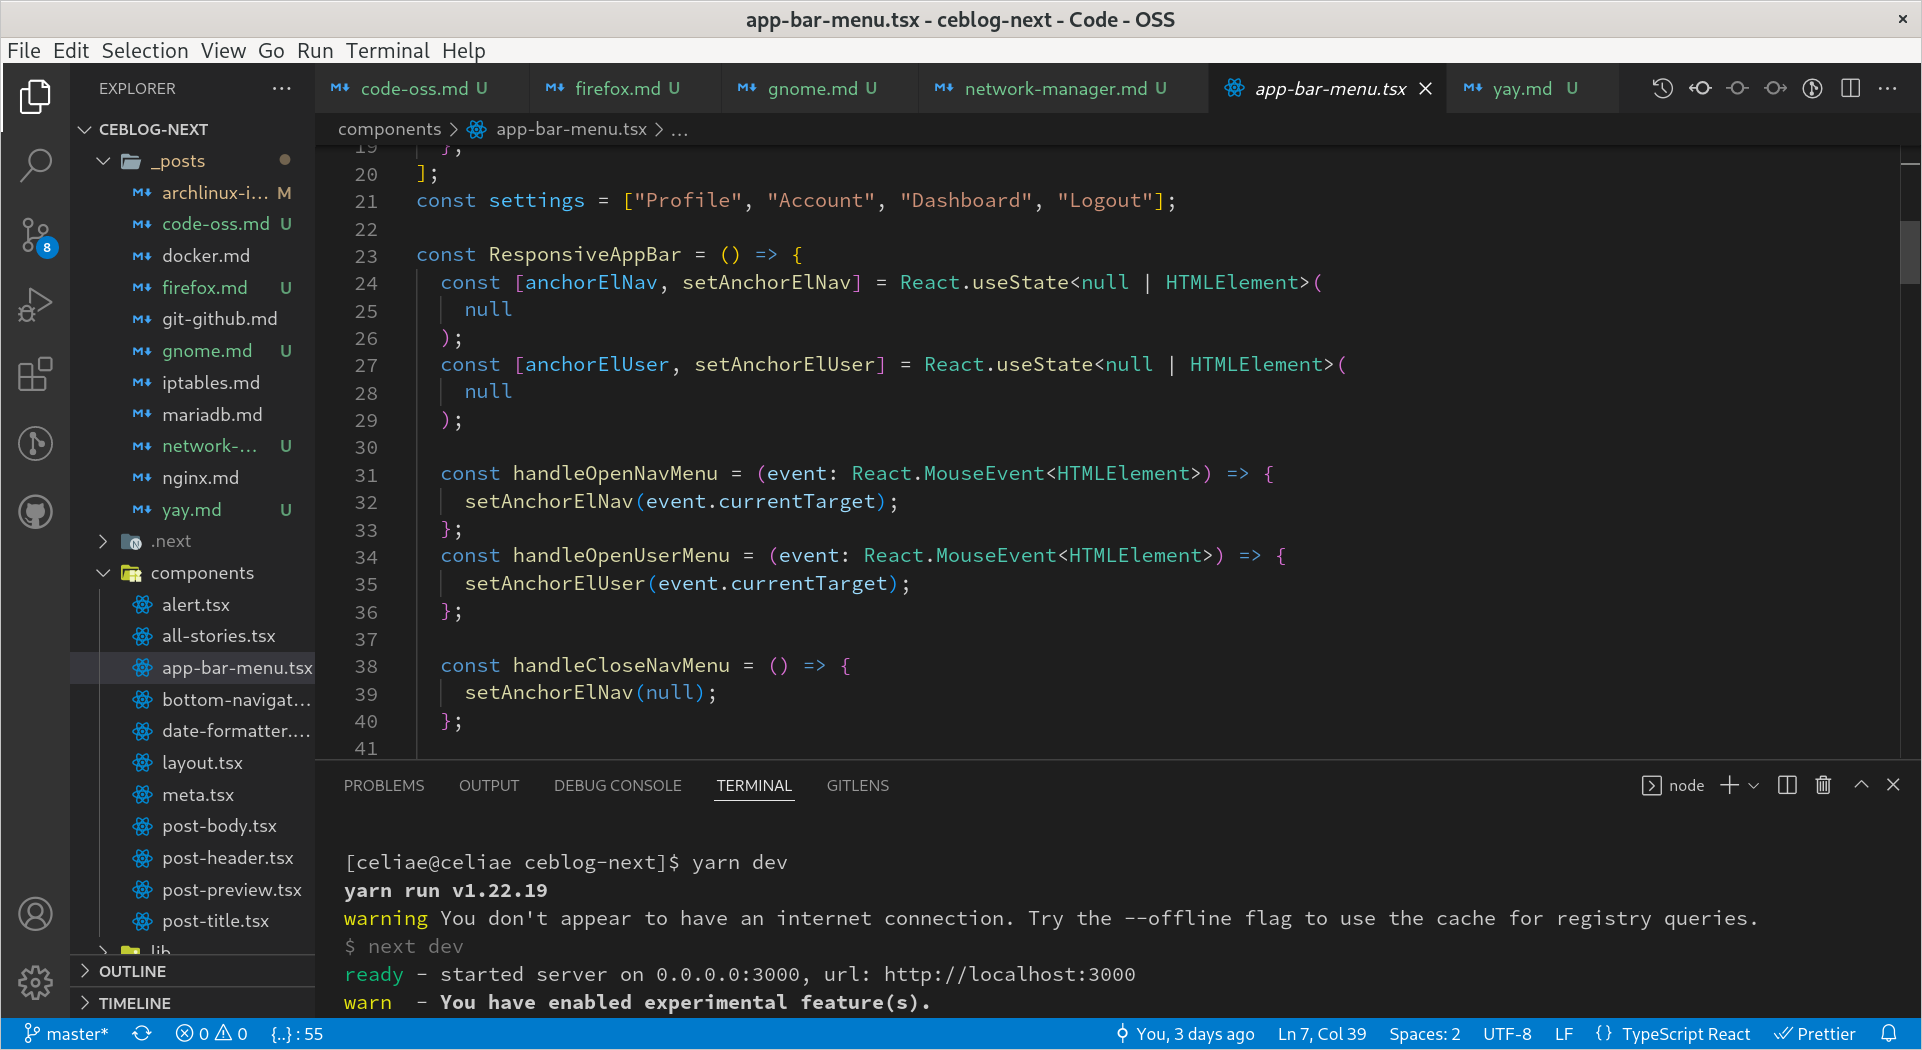 app-bar-menu.tsx - ceblog-next - Code - OSS
File Edit Selection View Go Run Terminal Help
EXPLORER
code-oss.md U
firefox.md U
gnome.md U
network-manager.md U
app-bar-menu.tsx
yay.md U
components > app-bar-menu.tsx > ...
CEBLOG-NEXT
_posts
archlinux-i... M
code-oss.md U
docker.md
firefox.md U
git-github.md
gnome.md U
iptables.md
mariadb.md
network-... U
nginx.md
yay.md U
.next
components
alert.tsx
all-stories.tsx
app-bar-menu.tsx
bottom-navigat...
date-formatter....
layout.tsx
meta.tsx
post-body.tsx
post-header.tsx
post-preview.tsx
post-title.tsx
lib
OUTLINE
TIMELINE
8
19   };
20 ];
21 const settings = ["Profile", "Account", "Dashboard", "Logout"];
22
23 const ResponsiveAppBar = () => {
24   const [anchorElNav, setAnchorElNav] = React.useState<null | HTMLElement>(
25     null
26   );
27   const [anchorElUser, setAnchorElUser] = React.useState<null | HTMLElement>(
28     null
29   );
30
31   const handleOpenNavMenu = (event: React.MouseEvent<HTMLElement>) => {
32     setAnchorElNav(event.currentTarget);
33   };
34   const handleOpenUserMenu = (event: React.MouseEvent<HTMLElement>) => {
35     setAnchorElUser(event.currentTarget);
36   };
37
38   const handleCloseNavMenu = () => {
39     setAnchorElNav(null);
40   };
41
PROBLEMS OUTPUT DEBUG CONSOLE TERMINAL GITLENS
node
[celiae@celiae ceblog-next]$ yarn dev
yarn run v1.22.19
warning You don't appear to have an internet connection. Try the --offline flag to use the cache for registry queries.
$ next dev
ready - started server on 0.0.0.0:3000, url: http://localhost:3000
warn  - You have enabled experimental feature(s).
master* 0 0 {..} : 55
You, 3 days ago Ln 7, Col 39 Spaces: 2 UTF-8 LF {} TypeScript React Prettier